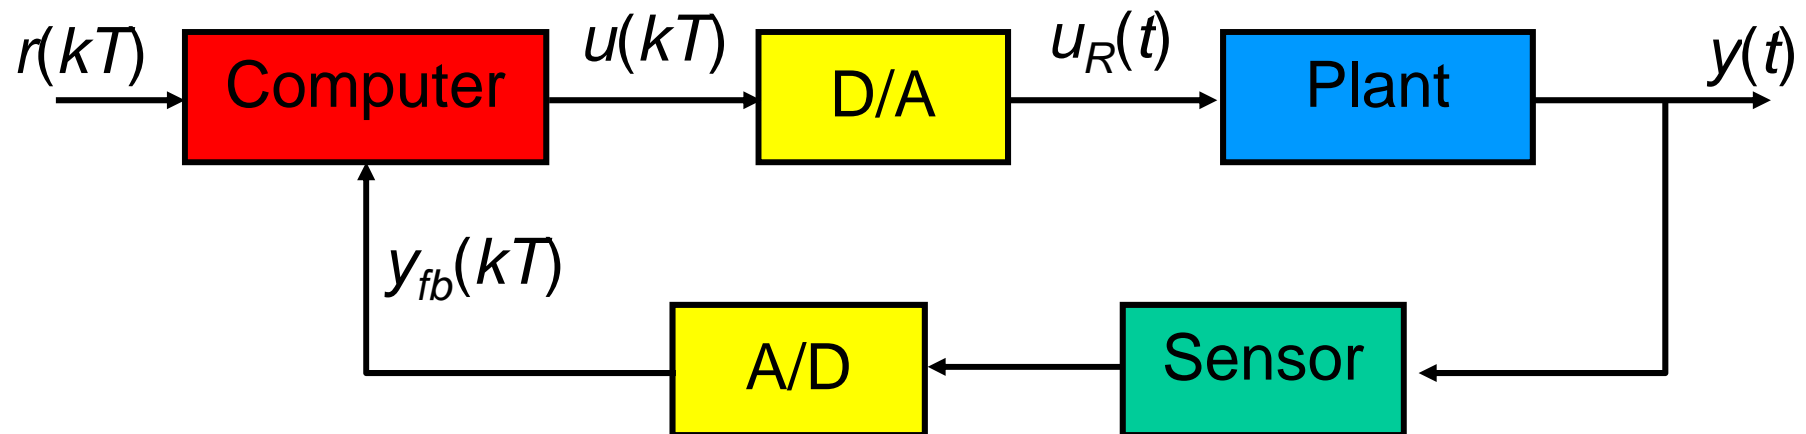 r(kT)
Computer
u(kT)
D/A
u_R(t)
Plant
y(t)
y_fb(kT)
A/D
Sensor